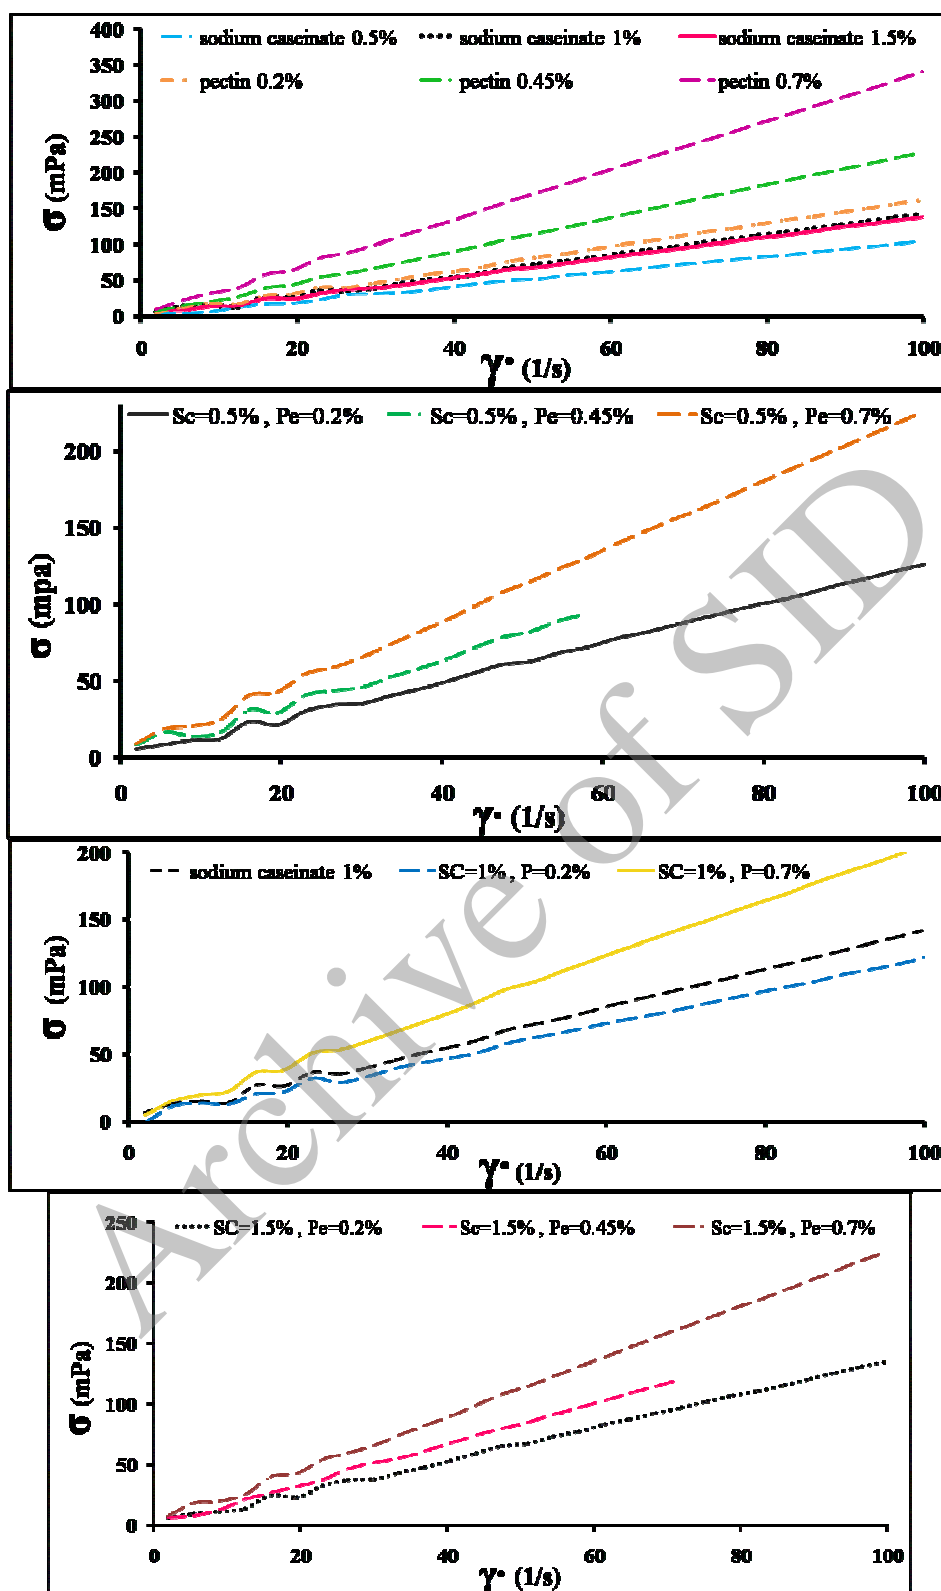 sodium caseinate 0.5% sodium caseinate 1% sodium caseinate 1.5%
pectin 0.2% pectin 0.45% pectin 0.7%
400
350
300
250
200
150
100
50
0
σ (mPa)
0 20 40 60 80 100
γ• (1/s)
Sc=0.5% , Pe=0.2% Sc=0.5% , Pe=0.45% Sc=0.5% , Pe=0.7%
200
150
100
50
0
σ (mpa)
0 20 40 60 80 100
γ• (1/s)
sodium caseinate 1% SC=1% , P=0.2% SC=1% , P=0.7%
200
150
100
50
0
σ (mPa)
0 20 40 60 80 100
γ• (1/s)
SC=1.5% , Pe=0.2% Sc=1.5% , Pe=0.45% Sc=1.5% , Pe=0.7%
250
200
150
100
50
0
σ (mPa)
0 20 40 60 80 100
γ• (1/s)
Archive of SID